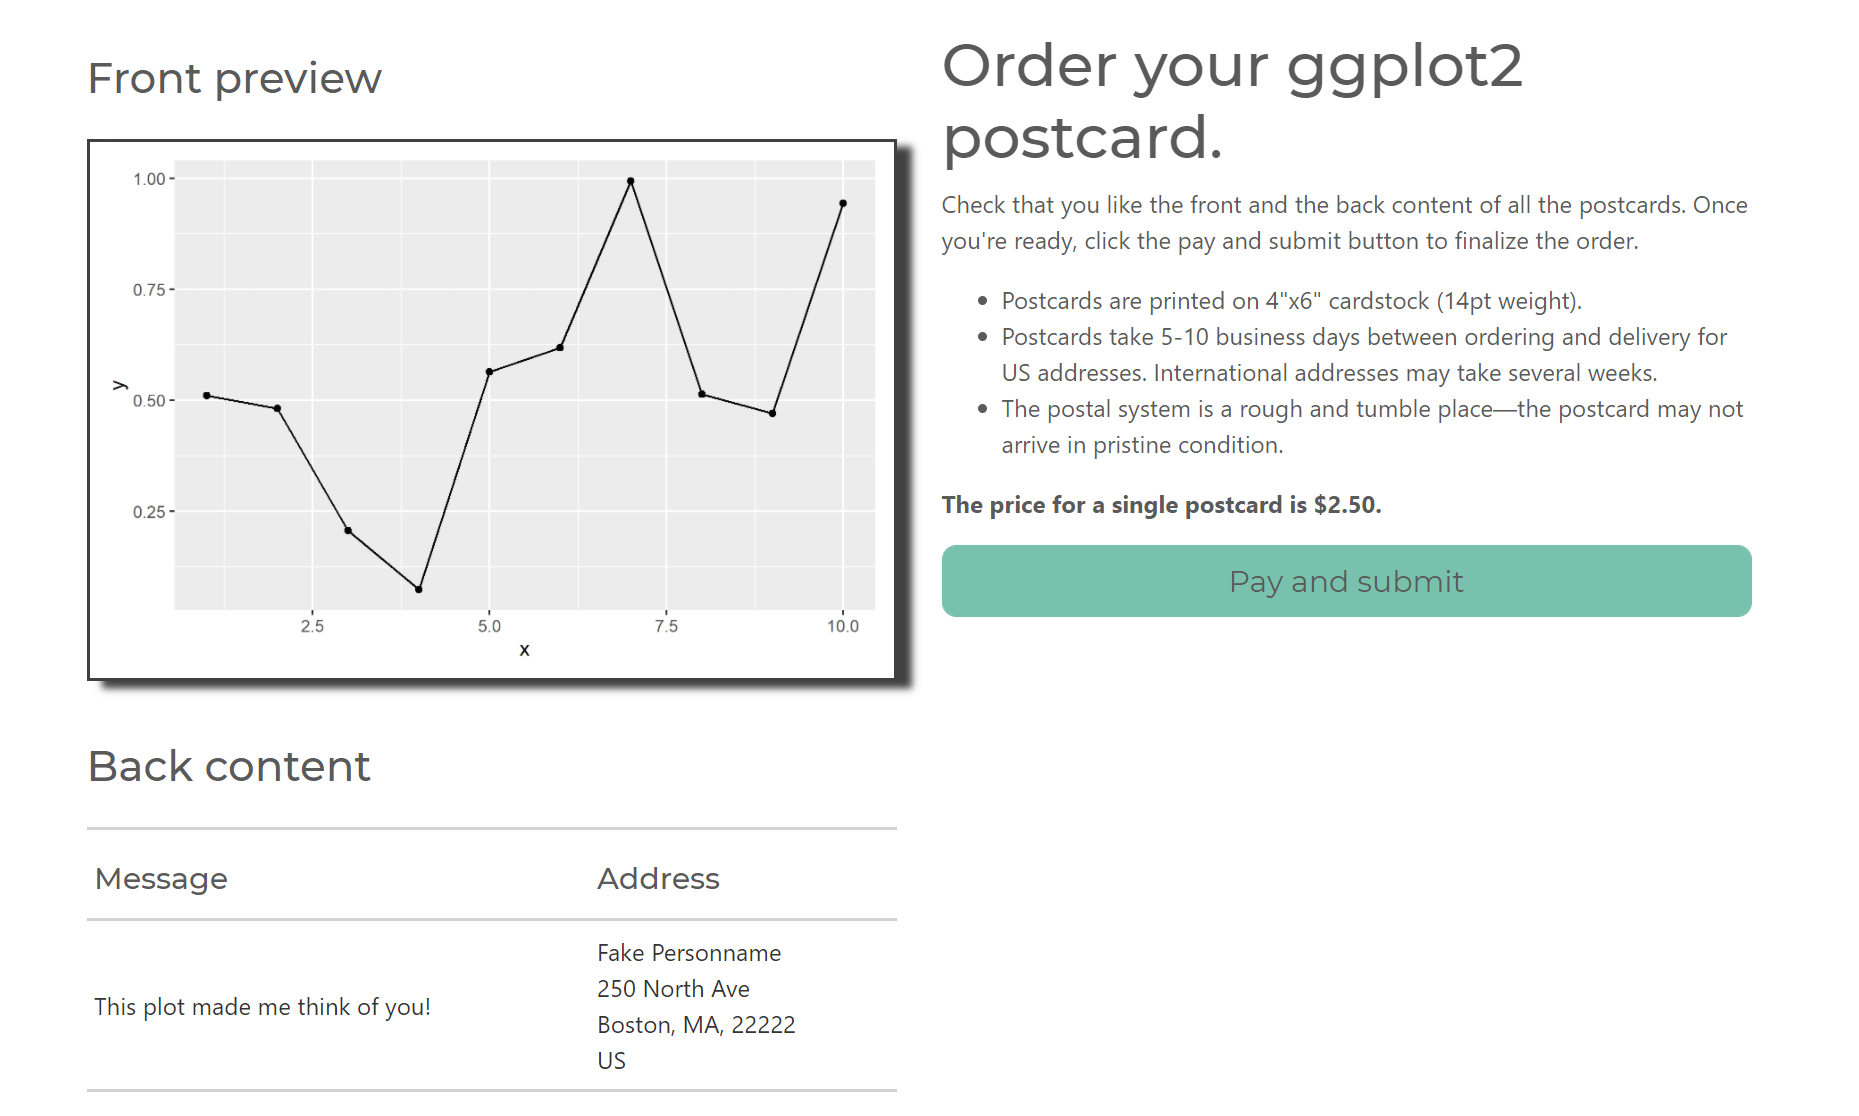 Front preview
1.00
0.75
0.50
0.25
y
2.5 5.0 7.5 10.0
x
Back content
Message Address
This plot made me think of you!
Fake Personname
250 North Ave
Boston, MA, 22222
US
Order your ggplot2
postcard.
Check that you like the front and the back content of all the postcards. Once
you're ready, click the pay and submit button to finalize the order.
• Postcards are printed on 4"x6" cardstock (14pt weight).
• Postcards take 5-10 business days between ordering and delivery for
US addresses. International addresses may take several weeks.
• The postal system is a rough and tumble place—the postcard may not
arrive in pristine condition.
The price for a single postcard is $2.50.
Pay and submit